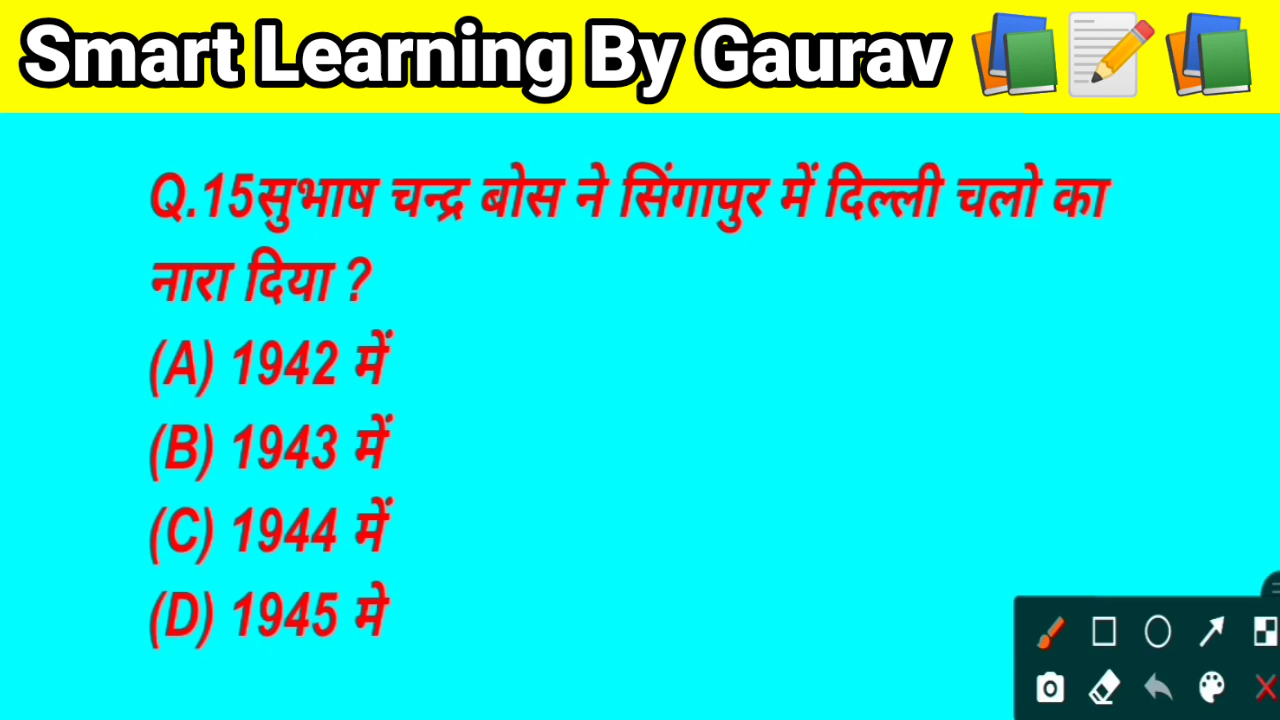 Smart Learning By Gaurav
Q.15सुभाष चन्द्र बोस ने सिंगापुर में दिल्ली चलो का
नारा दिया ?
(A) 1942 में
(B) 1943 में
(C) 1944 में
(D) 1945 मे